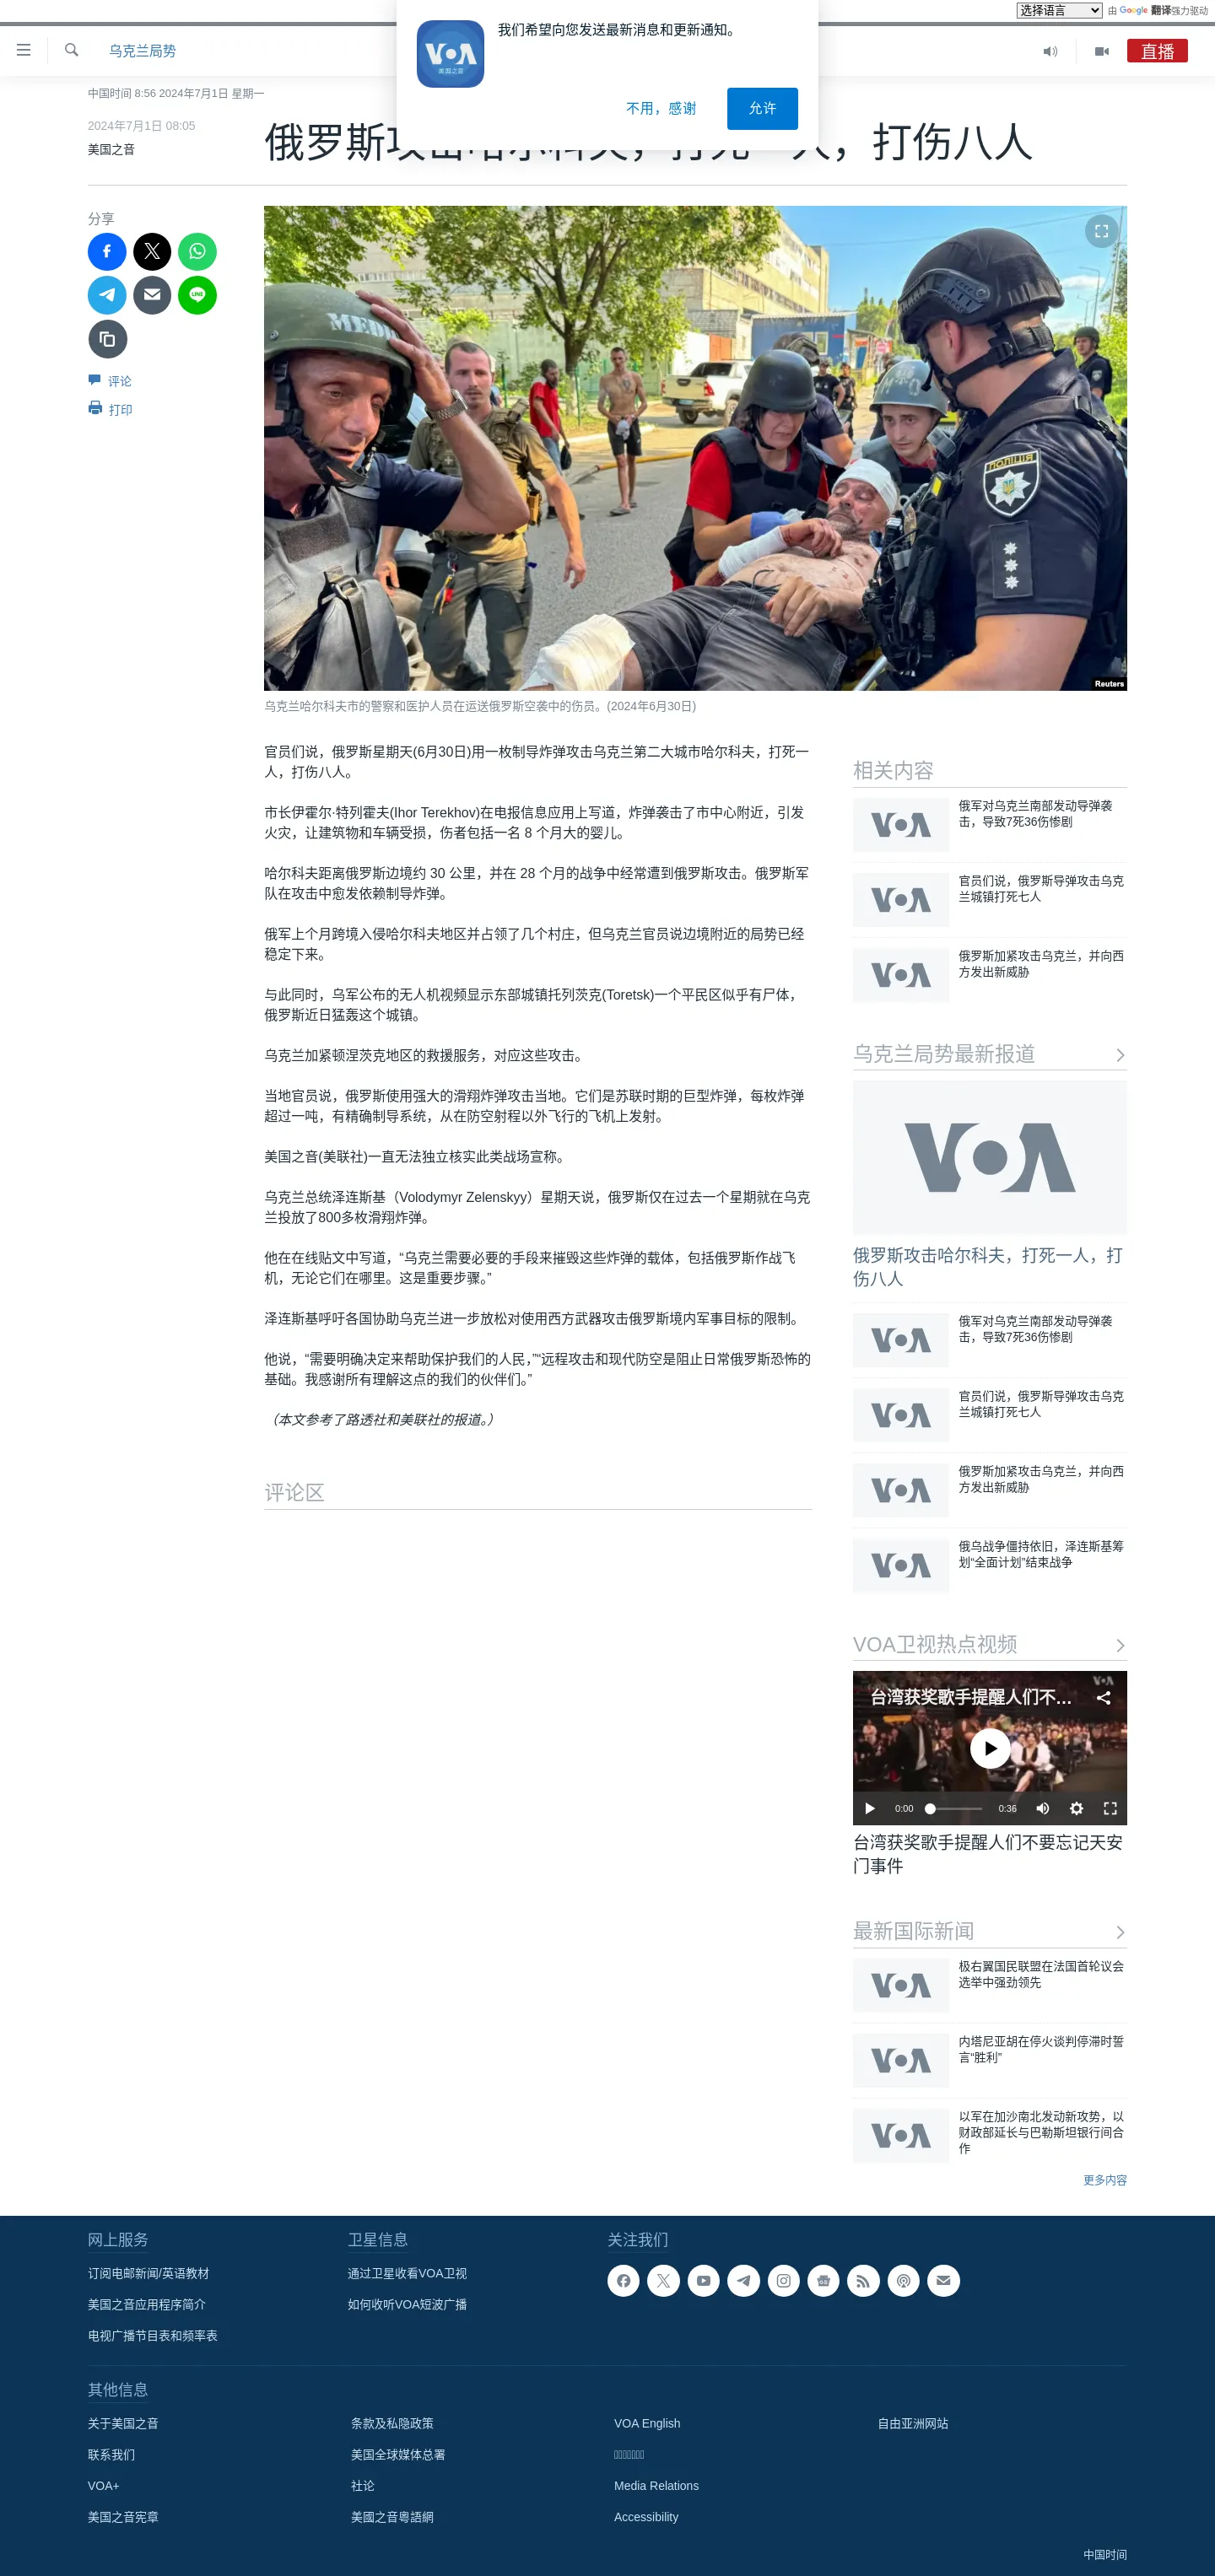 选择语言
由 Google 翻译强力驱动
乌克兰局势
直播
VOA
美国之音
我们希望向您发送最新消息和更新通知。
不用，感谢
允许
中国时间 8:56 2024年7月1日 星期一
2024年7月1日 08:05
美国之音
打伤八人
分享
LINE
评论
打印
MEDIC
ПОЛІЦІЯ
Reuters
乌克兰哈尔科夫市的警察和医护人员在运送俄罗斯空袭中的伤员。(2024年6月30日)
官员们说，俄罗斯星期天(6月30日)用一枚制导炸弹攻击乌克兰第二大城市哈尔科夫，打死一
人，打伤八人。
市长伊霍尔·特列霍夫(Ihor Terekhov)在电报信息应用上写道，炸弹袭击了市中心附近，引发
火灾，让建筑物和车辆受损，伤者包括一名 8 个月大的婴儿。
哈尔科夫距离俄罗斯边境约 30 公里，并在 28 个月的战争中经常遭到俄罗斯攻击。俄罗斯军
队在攻击中愈发依赖制导炸弹。
俄军上个月跨境入侵哈尔科夫地区并占领了几个村庄，但乌克兰官员说边境附近的局势已经
稳定下来。
与此同时，乌军公布的无人机视频显示东部城镇托列茨克(Toretsk)一个平民区似乎有尸体，
俄罗斯近日猛轰这个城镇。
乌克兰加紧顿涅茨克地区的救援服务，对应这些攻击。
当地官员说，俄罗斯使用强大的滑翔炸弹攻击当地。它们是苏联时期的巨型炸弹，每枚炸弹
超过一吨，有精确制导系统，从在防空射程以外飞行的飞机上发射。
美国之音(美联社)一直无法独立核实此类战场宣称。
乌克兰总统泽连斯基（Volodymyr Zelenskyy）星期天说，俄罗斯仅在过去一个星期就在乌克
兰投放了800多枚滑翔炸弹。
他在在线贴文中写道，“乌克兰需要必要的手段来摧毁这些炸弹的载体，包括俄罗斯作战飞
机，无论它们在哪里。这是重要步骤。”
泽连斯基呼吁各国协助乌克兰进一步放松对使用西方武器攻击俄罗斯境内军事目标的限制。
他说，“需要明确决定来帮助保护我们的人民，”“远程攻击和现代防空是阻止日常俄罗斯恐怖的
基础。我感谢所有理解这点的我们的伙伴们。”
（本文参考了路透社和美联社的报道。）
评论区
相关内容
VOA
俄军对乌克兰南部发动导弹袭
击，导致7死36伤惨剧
VOA
官员们说，俄罗斯导弹攻击乌克
兰城镇打死七人
VOA
俄罗斯加紧攻击乌克兰，并向西
方发出新威胁
乌克兰局势最新报道
VOA
俄罗斯攻击哈尔科夫，打死一人，打
伤八人
VOA
俄军对乌克兰南部发动导弹袭
击，导致7死36伤惨剧
VOA
官员们说，俄罗斯导弹攻击乌克
兰城镇打死七人
VOA
俄罗斯加紧攻击乌克兰，并向西
方发出新威胁
VOA
俄乌战争僵持依旧，泽连斯基筹
划“全面计划”结束战争
VOA卫视热点视频
VOA
台湾获奖歌手提醒人们不...
0:00
0:36
台湾获奖歌手提醒人们不要忘记天安
门事件
最新国际新闻
VOA
极右翼国民联盟在法国首轮议会
选举中强劲领先
VOA
内塔尼亚胡在停火谈判停滞时誓
言“胜利”
VOA
以军在加沙南北发动新攻势，以
财政部延长与巴勒斯坦银行间合
作
更多内容
网上服务
订阅电邮新闻/英语教材
美国之音应用程序简介
电视广播节目表和频率表
卫星信息
通过卫星收看VOA卫视
如何收听VOA短波广播
关注我们
其他信息
关于美国之音
联系我们
VOA+
美国之音宪章
条款及私隐政策
美国全球媒体总署
社论
美國之音粵語網
VOA English
Media Relations
Accessibility
自由亚洲网站
中国时间